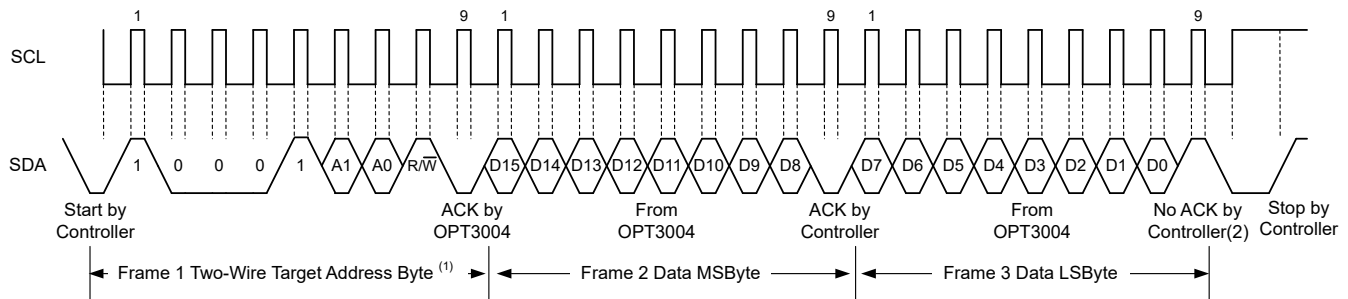 1 9 1 9 1 9
SCL
SDA
1 0 0 0 1 A1 A0 R/W̅ D15 D14 D13 D12 D11 D10 D9 D8 D7 D6 D5 D4 D3 D2 D1 D0
Start by
Controller
ACK by
OPT3004
From
OPT3004
ACK by
Controller
From
OPT3004
No ACK by
Controller(2)
Stop by
Controller
Frame 1 Two-Wire Target Address Byte (1)
Frame 2 Data MSByte
Frame 3 Data LSByte